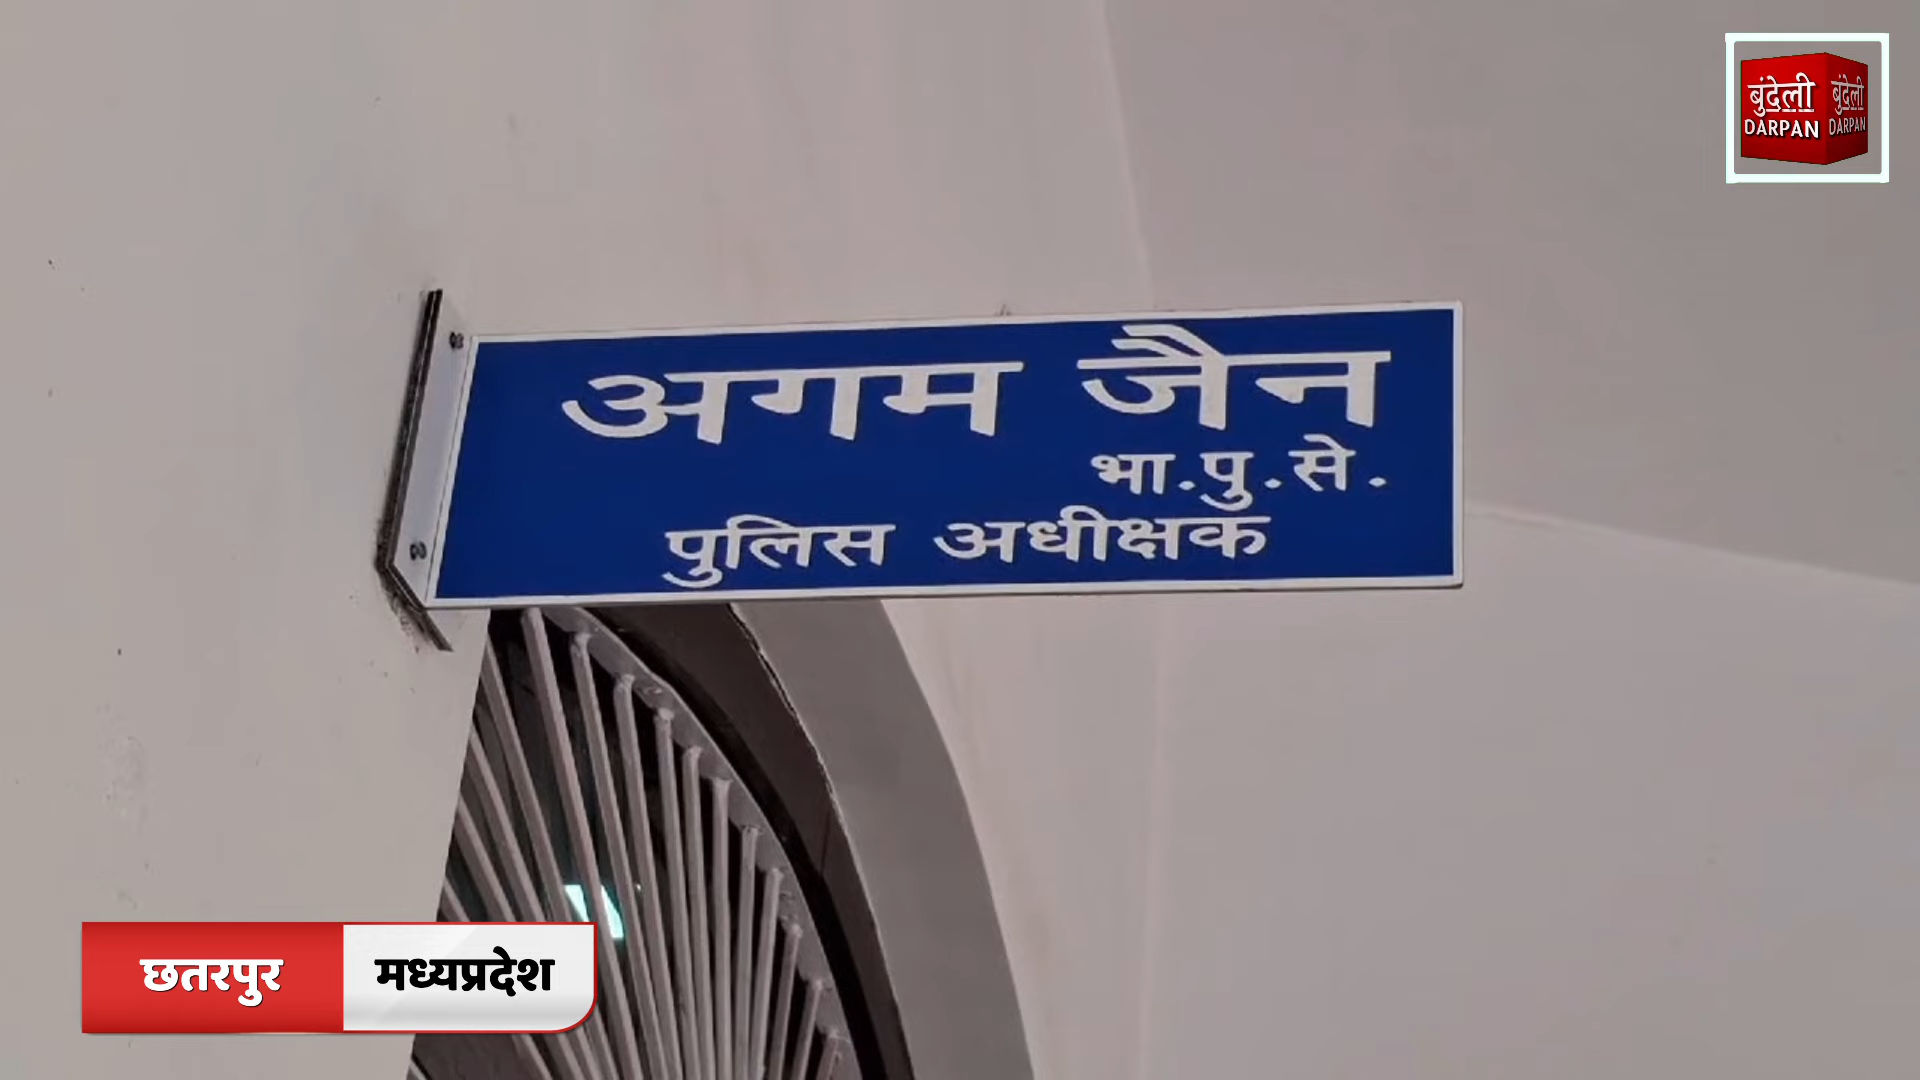 बुंदेली बुंदेली
DARPAN DARPAN
अगम जैन
भा.पु.से.
पुलिस अधीक्षक
छतरपुर मध्यप्रदेश